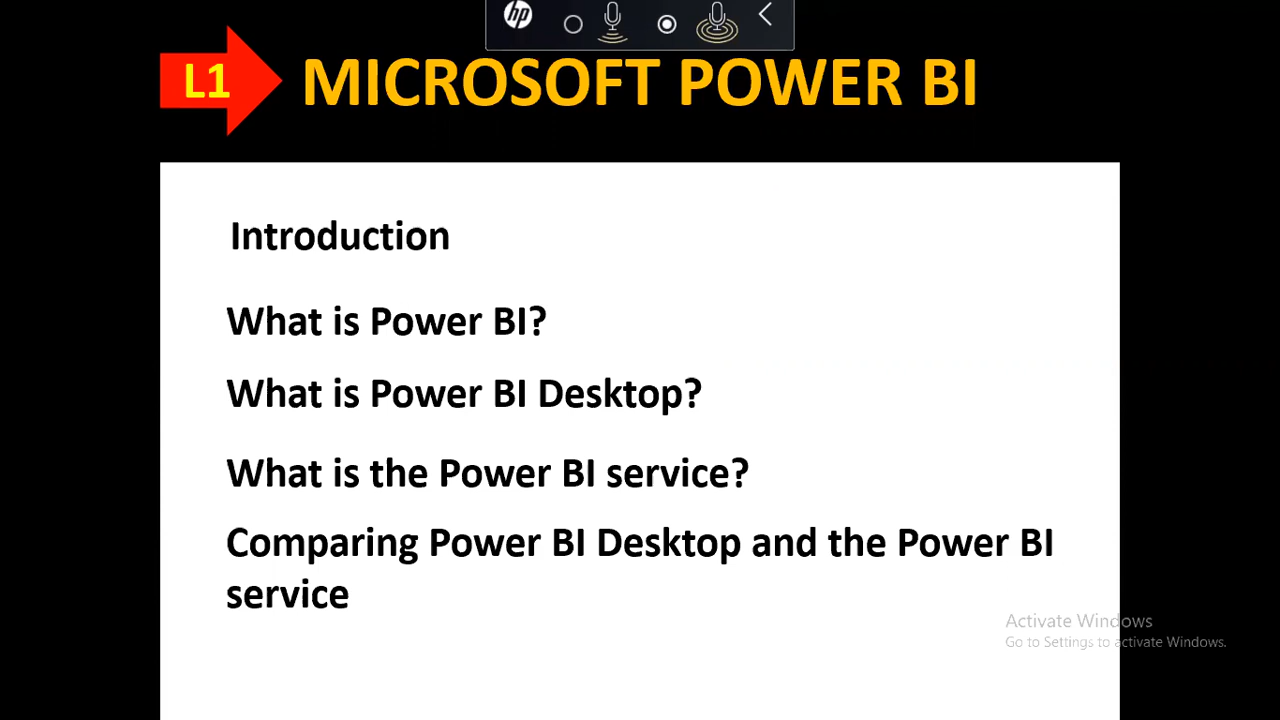 hp
L1 MICROSOFT POWER BI
Introduction
What is Power BI?
What is Power BI Desktop?
What is the Power BI service?
Comparing Power BI Desktop and the Power BI
service
Activate Windows
Go to Settings to activate Windows.